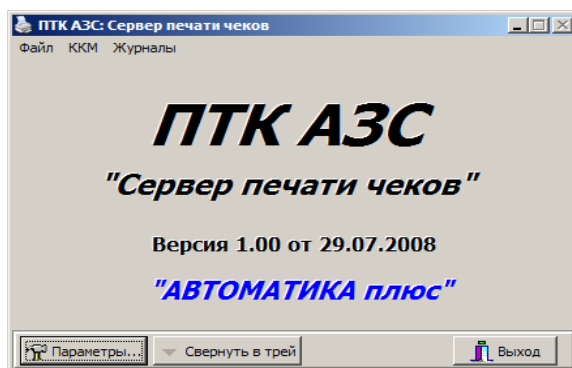 ПТК АЗС: Сервер печати чеков
Файл ККМ Журналы
ПТК АЗС
"Сервер печати чеков"
Версия 1.00 от 29.07.2008
"АВТОМАТИКА плюс"
Параметры... Свернуть в трей Выход